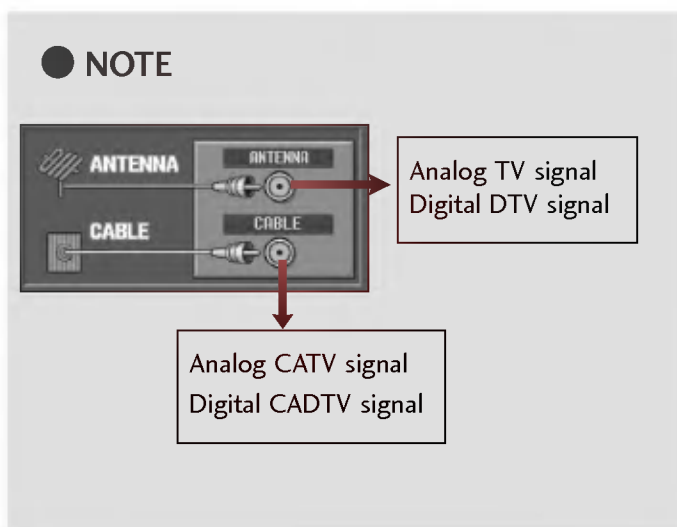 NOTE
ANTENNA
ANTENNA
CABLE
CABLE
Analog TV signal
Digital DTV signal
Analog CATV signal
Digital CADTV signal